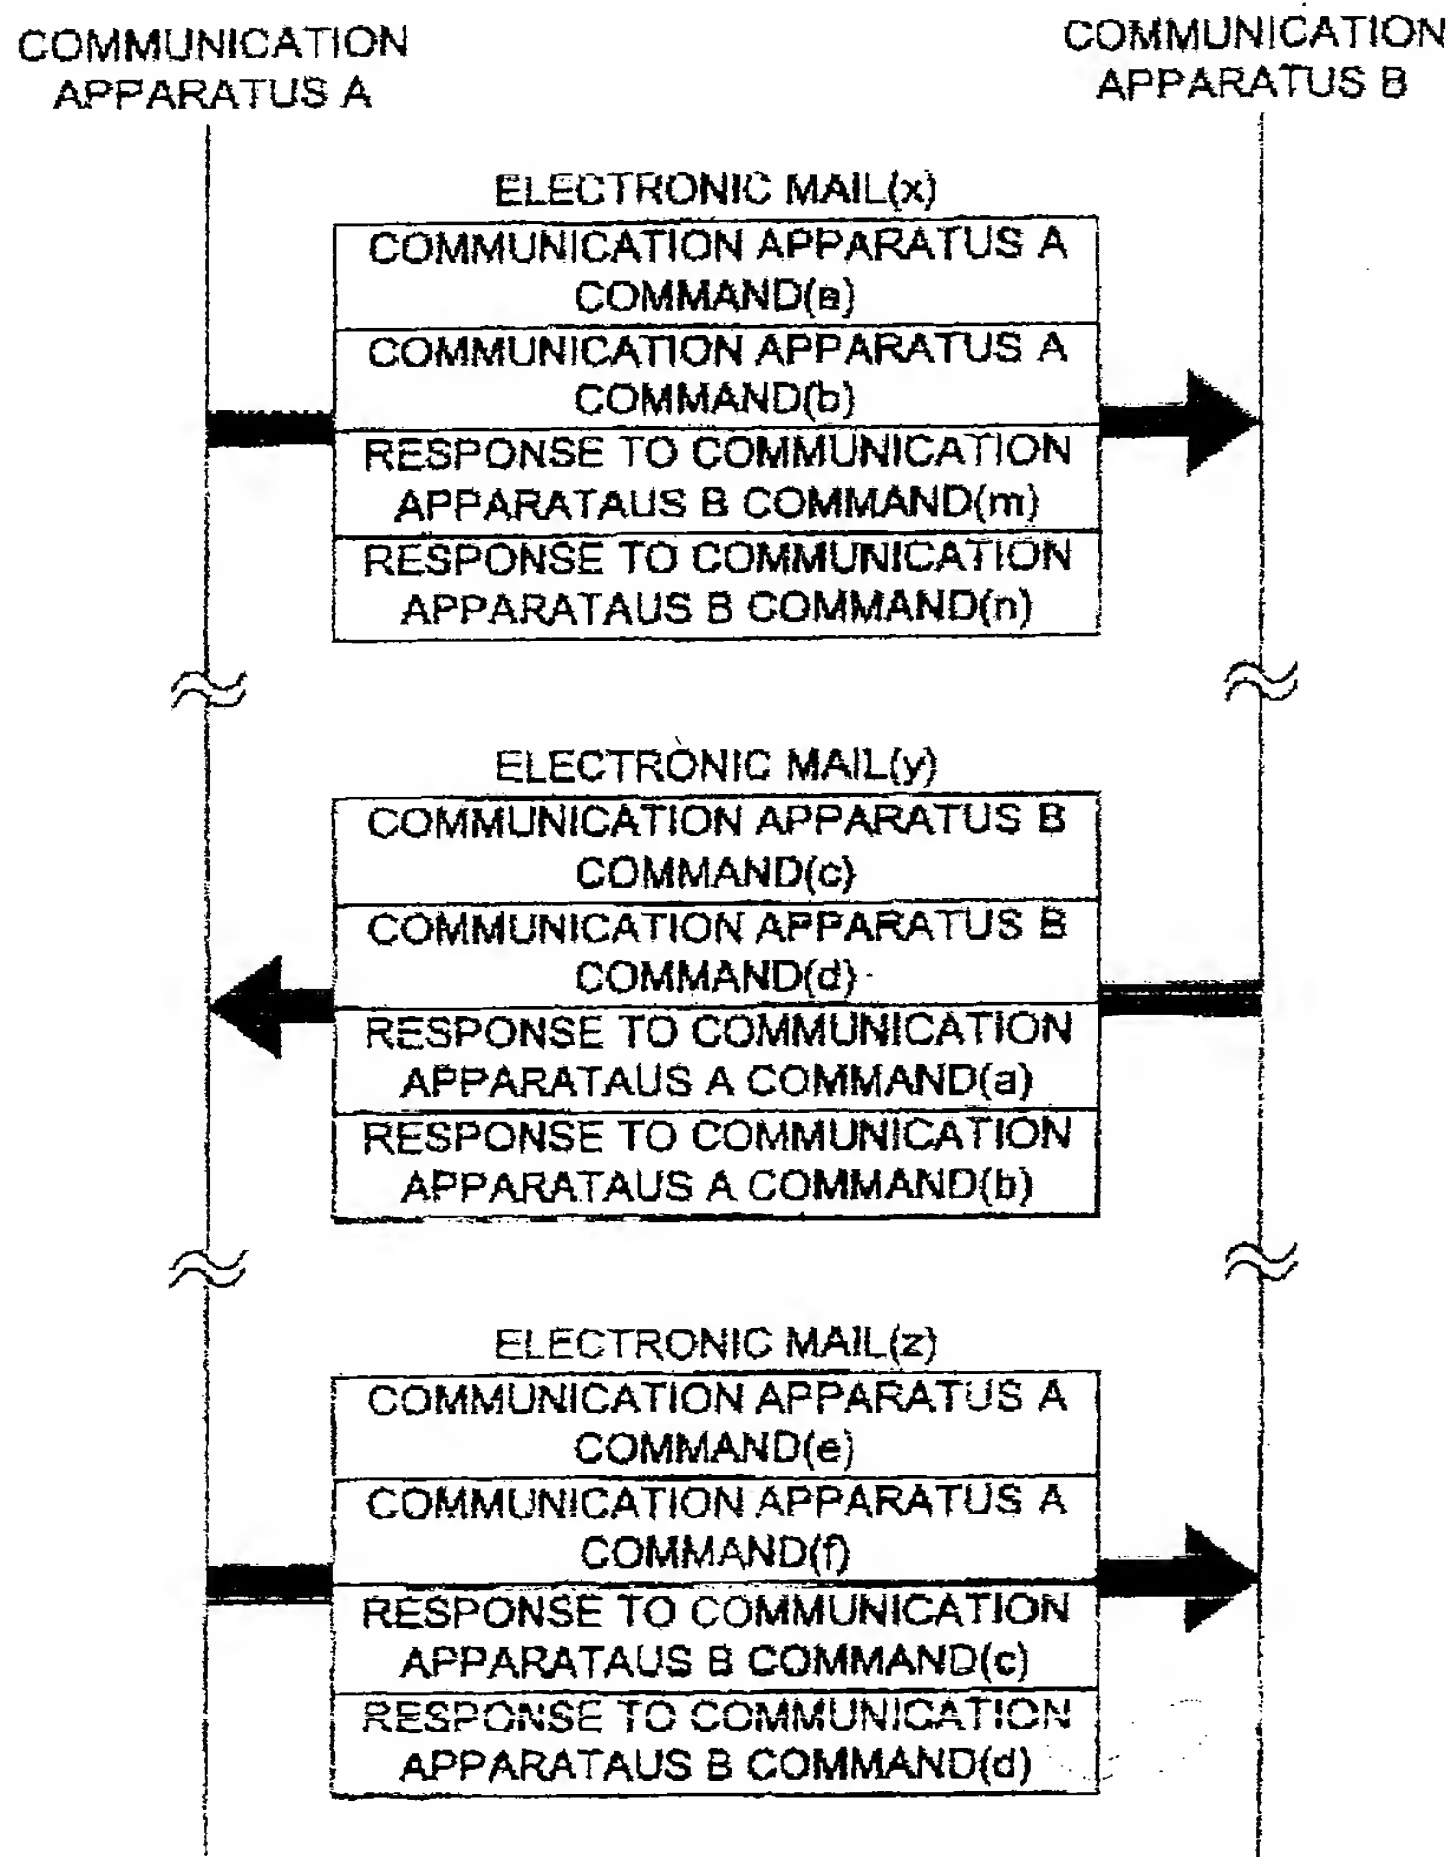 COMMUNICATION
APPARATUS A
COMMUNICATION
APPARATUS B
ELECTRONIC MAIL(x)
COMMUNICATION APPARATUS A
COMMAND(a)
COMMUNICATION APPARATUS A
COMMAND(b)
RESPONSE TO COMMUNICATION
APPARATAUS B COMMAND(m)
RESPONSE TO COMMUNICATION
APPARATAUS B COMMAND(n)
ELECTRONIC MAIL(y)
COMMUNICATION APPARATUS B
COMMAND(c)
COMMUNICATION APPARATUS B
COMMAND(d)
RESPONSE TO COMMUNICATION
APPARATAUS A COMMAND(a)
RESPONSE TO COMMUNICATION
APPARATAUS A COMMAND(b)
ELECTRONIC MAIL(z)
COMMUNICATION APPARATUS A
COMMAND(e)
COMMUNICATION APPARATUS A
COMMAND(f)
RESPONSE TO COMMUNICATION
APPARATAUS B COMMAND(c)
RESPONSE TO COMMUNICATION
APPARATAUS B COMMAND(d)